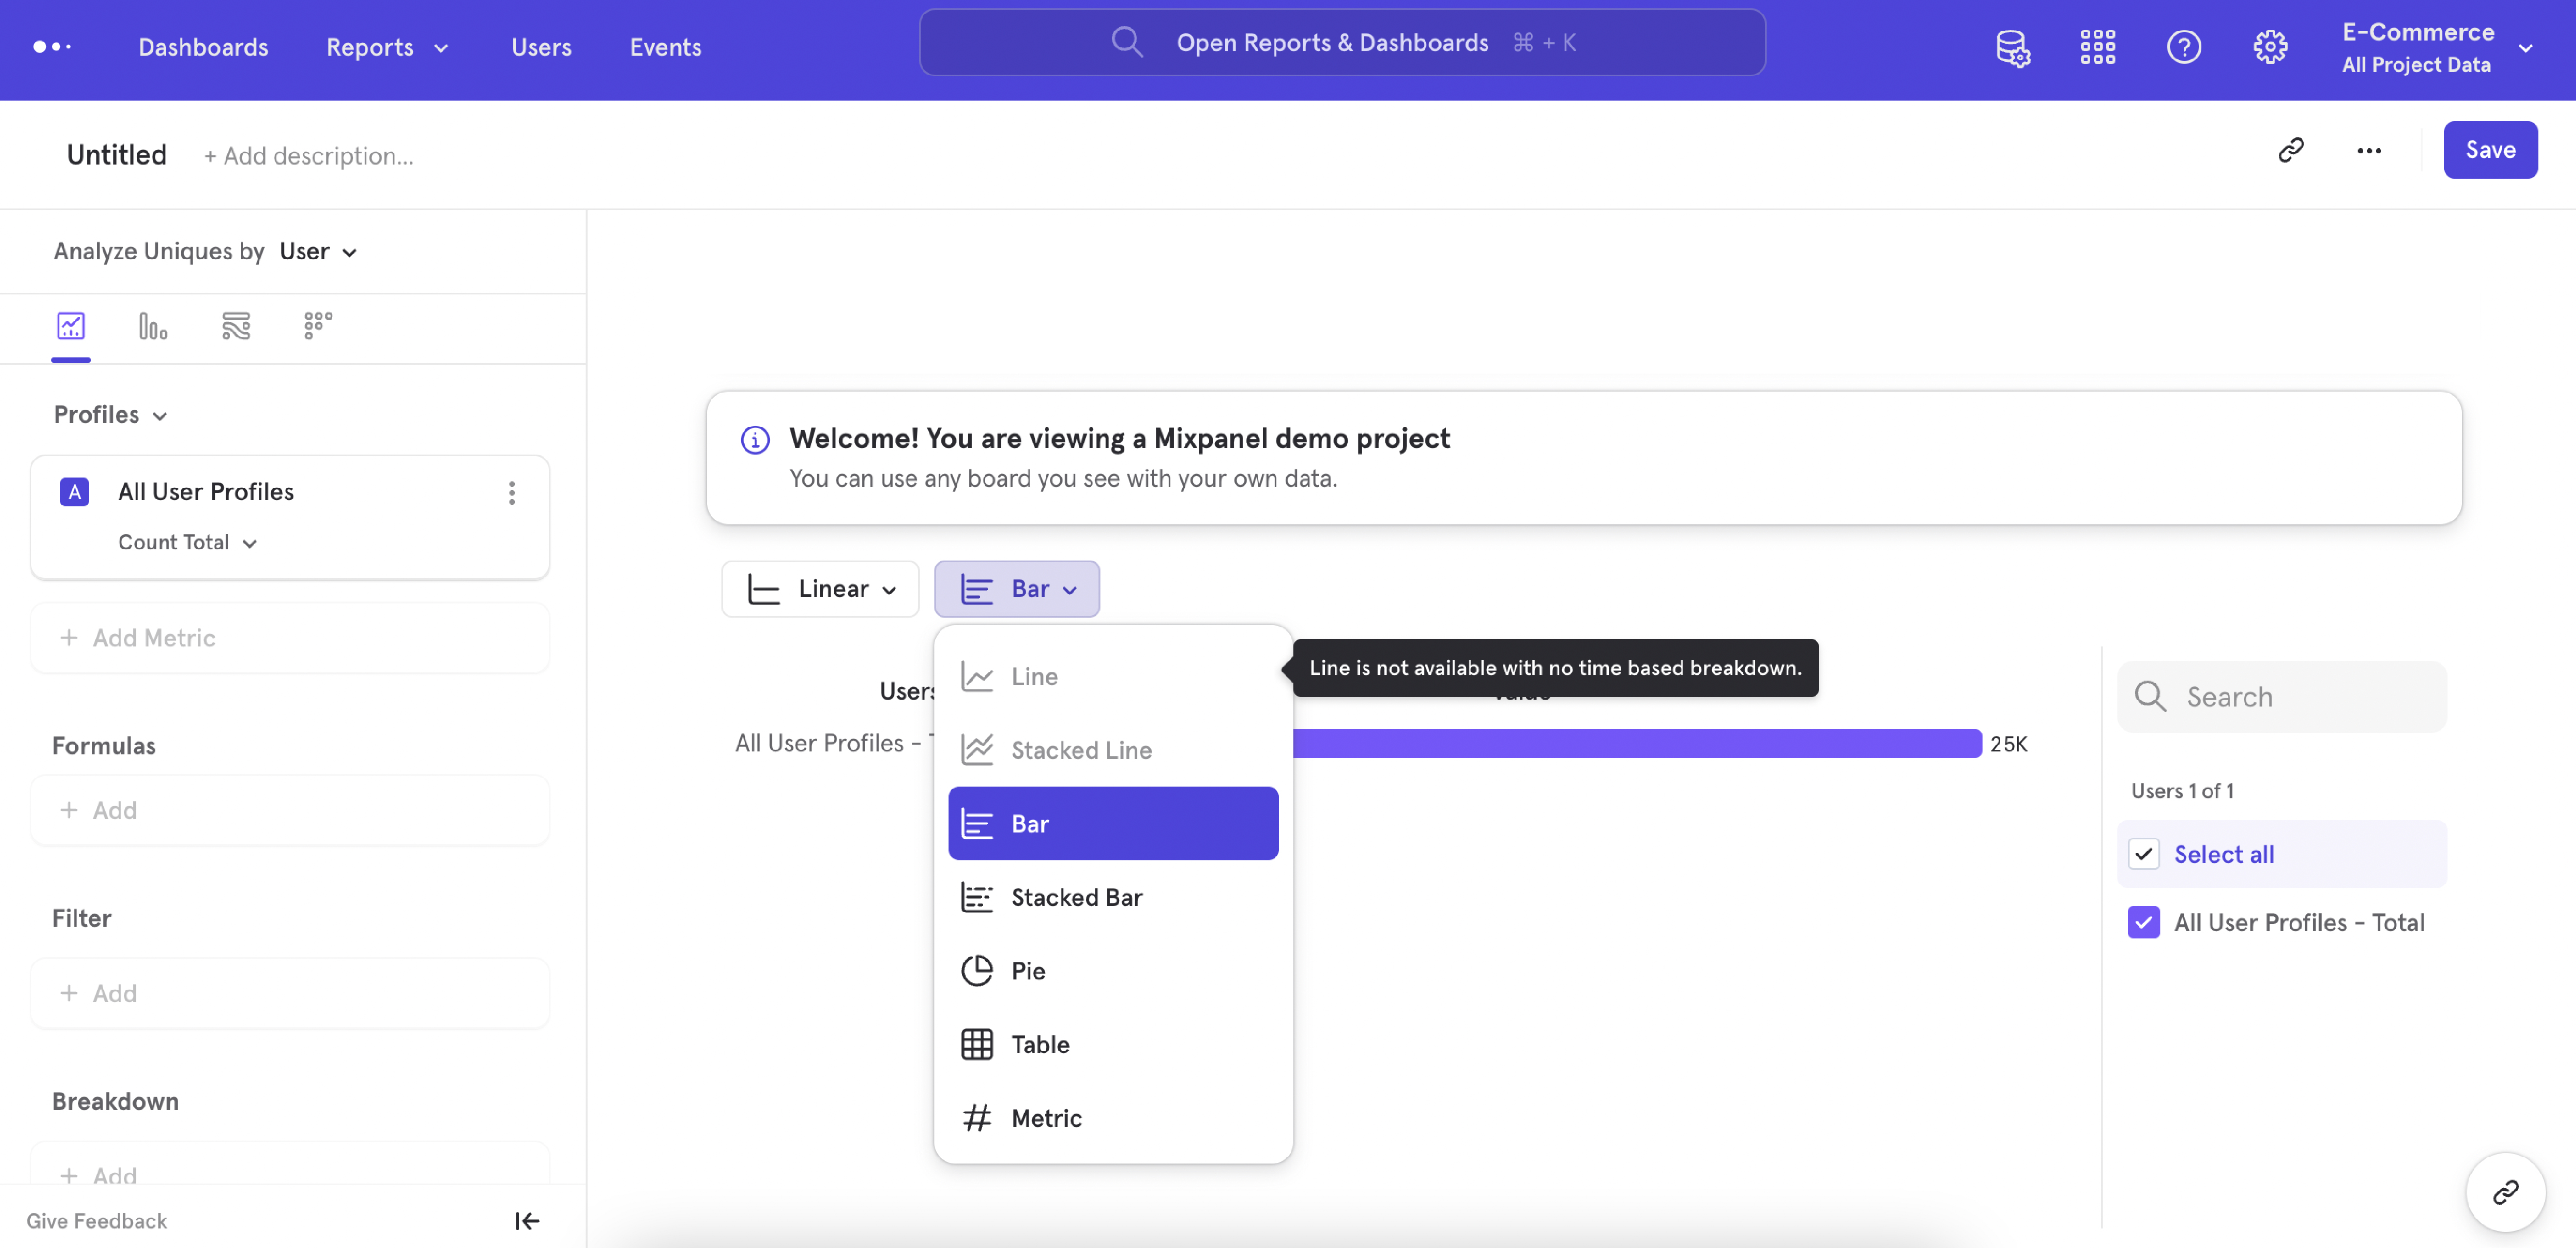 Dashboards
Reports
Users
Events
Open Reports & Dashboards ⌘ + K
E-Commerce
All Project Data
Untitled
+ Add description...
Save
Analyze Uniques by User
Profiles
A All User Profiles
Count Total
+ Add Metric
Formulas
+ Add
Filter
+ Add
Breakdown
+ Add
Give Feedback
Welcome! You are viewing a Mixpanel demo project
You can use any board you see with your own data.
Linear
Bar
Line
Stacked Line
Bar
Stacked Bar
Pie
Table
Metric
Line is not available with no time based breakdown.
Users
All User Profiles -
25K
Search
Users 1 of 1
Select all
All User Profiles - Total